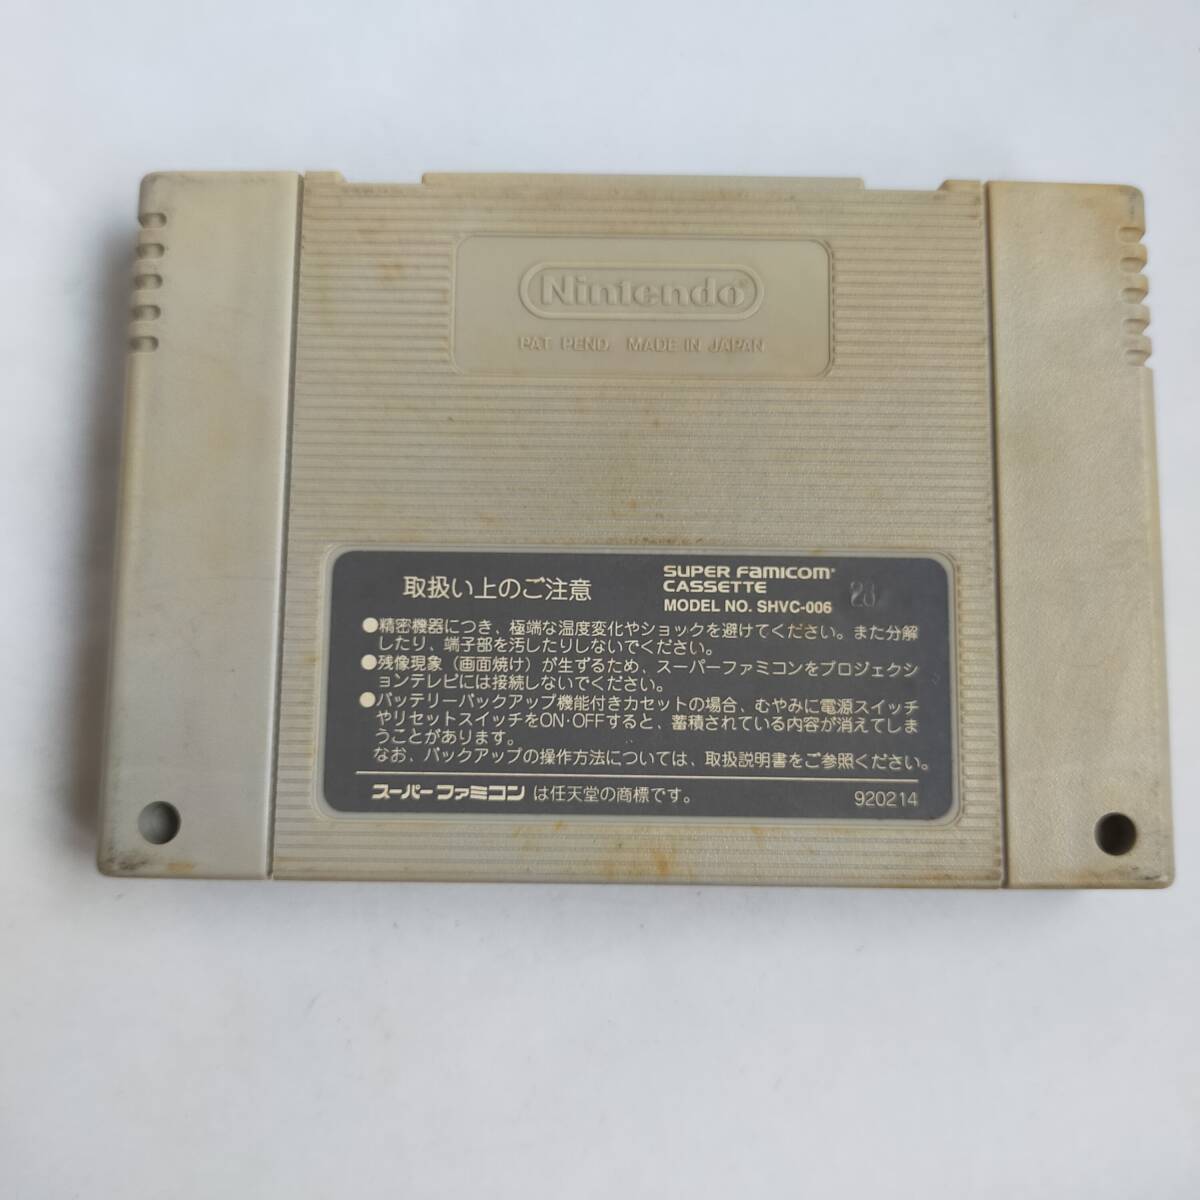 Nintendo®
PAT. PEND. MADE IN JAPAN
取扱い上のご注意
SUPER FAMICOM®
CASSETTE
MODEL NO. SHVC-006
●精密機器につき、極端な温度変化やショックを避けてください。また分解
したり、端子部を汚したりしないでください。
●残像現象（画面焼け）が生ずるため、スーパーファミコンをプロジェクシ
ョンテレビには接続しないでください。
●バッテリーバックアップ機能付きカセットの場合、むやみに電源スイッチ
やリセットスイッチをON・OFFすると、蓄積されている内容が消えてしま
うことがあります。
なお、バックアップの操作方法については、取扱説明書をご参照ください。
スーパーファミコン は任天堂の商標です。
920214